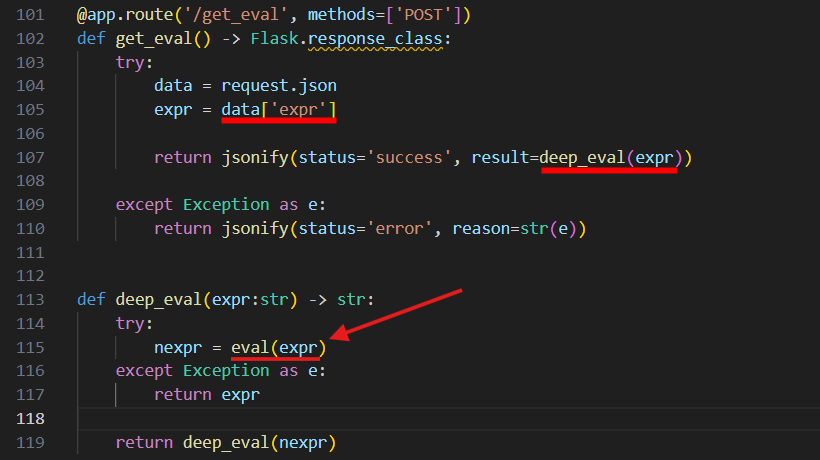 101 @app.route('/get_eval', methods=['POST'])
102 def get_eval() -> Flask.response_class:
103     try:
104         data = request.json
105         expr = data['expr']
106
107         return jsonify(status='success', result=deep_eval(expr))
108
109     except Exception as e:
110         return jsonify(status='error', reason=str(e))
111
112
113 def deep_eval(expr:str) -> str:
114     try:
115         nexpr = eval(expr)
116     except Exception as e:
117         return expr
118
119     return deep_eval(nexpr)